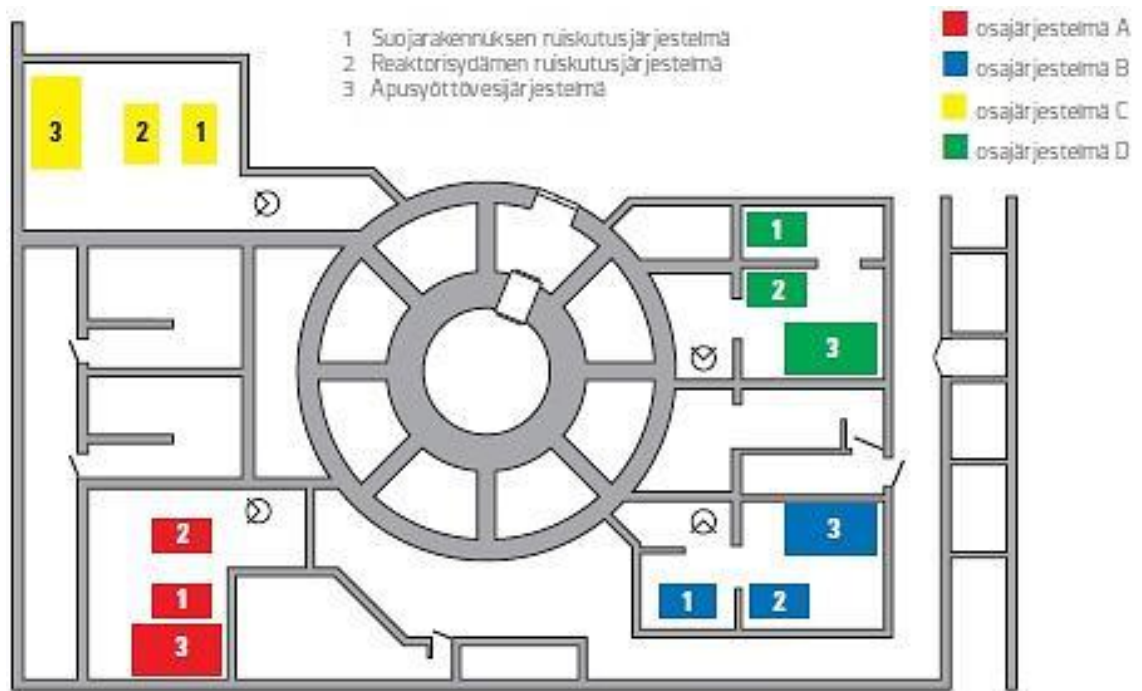 1 Suojarakennuksen ruiskutusjärjestelmä
2 Reaktorisydämen ruiskutusjärjestelmä
3 Apusyöttövesijärjestelmä
osajärjestelmä A
osajärjestelmä B
osajärjestelmä C
osajärjestelmä D
3 2 1
1
2
3
2
1
3
3
1 2